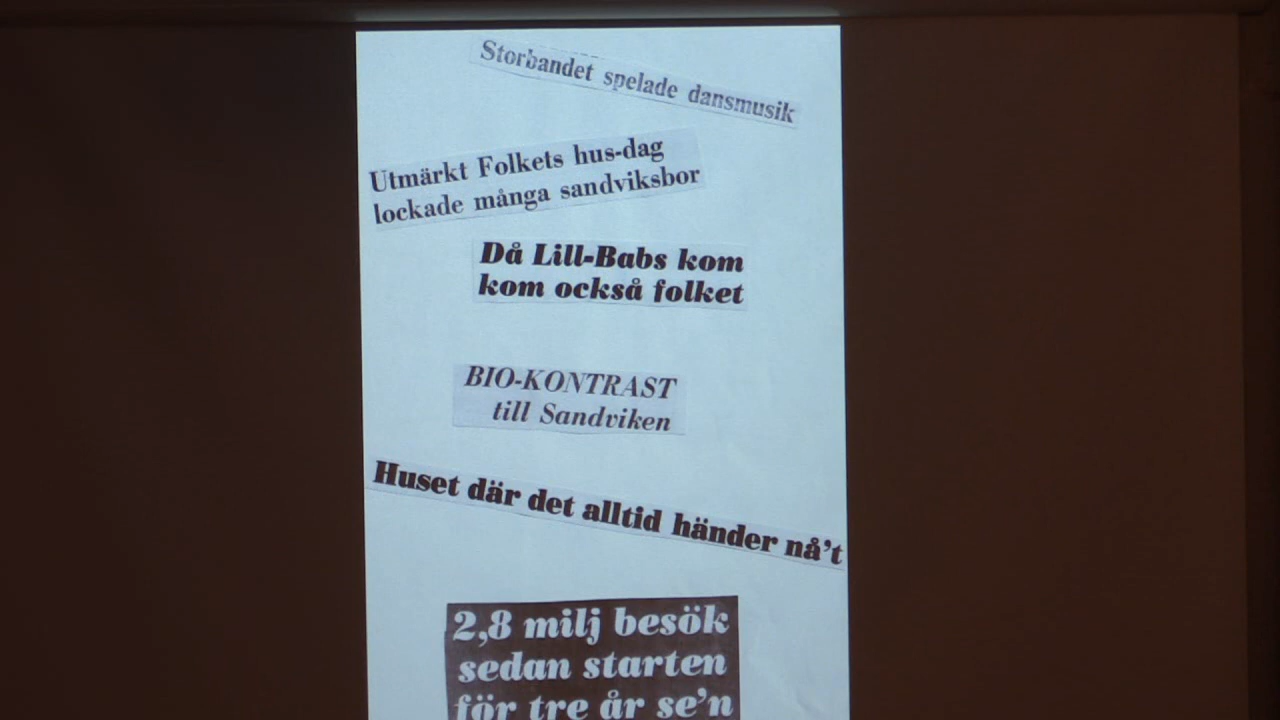 Storbandet spelade dansmusik
Utmärkt Folkets hus-dag
lockade många sandviksbor
Då Lill-Babs kom
kom också folket
BIO-KONTRAST
till Sandviken
Huset där det alltid händer nå't
2,8 milj besök
sedan starten
för tre år se'n